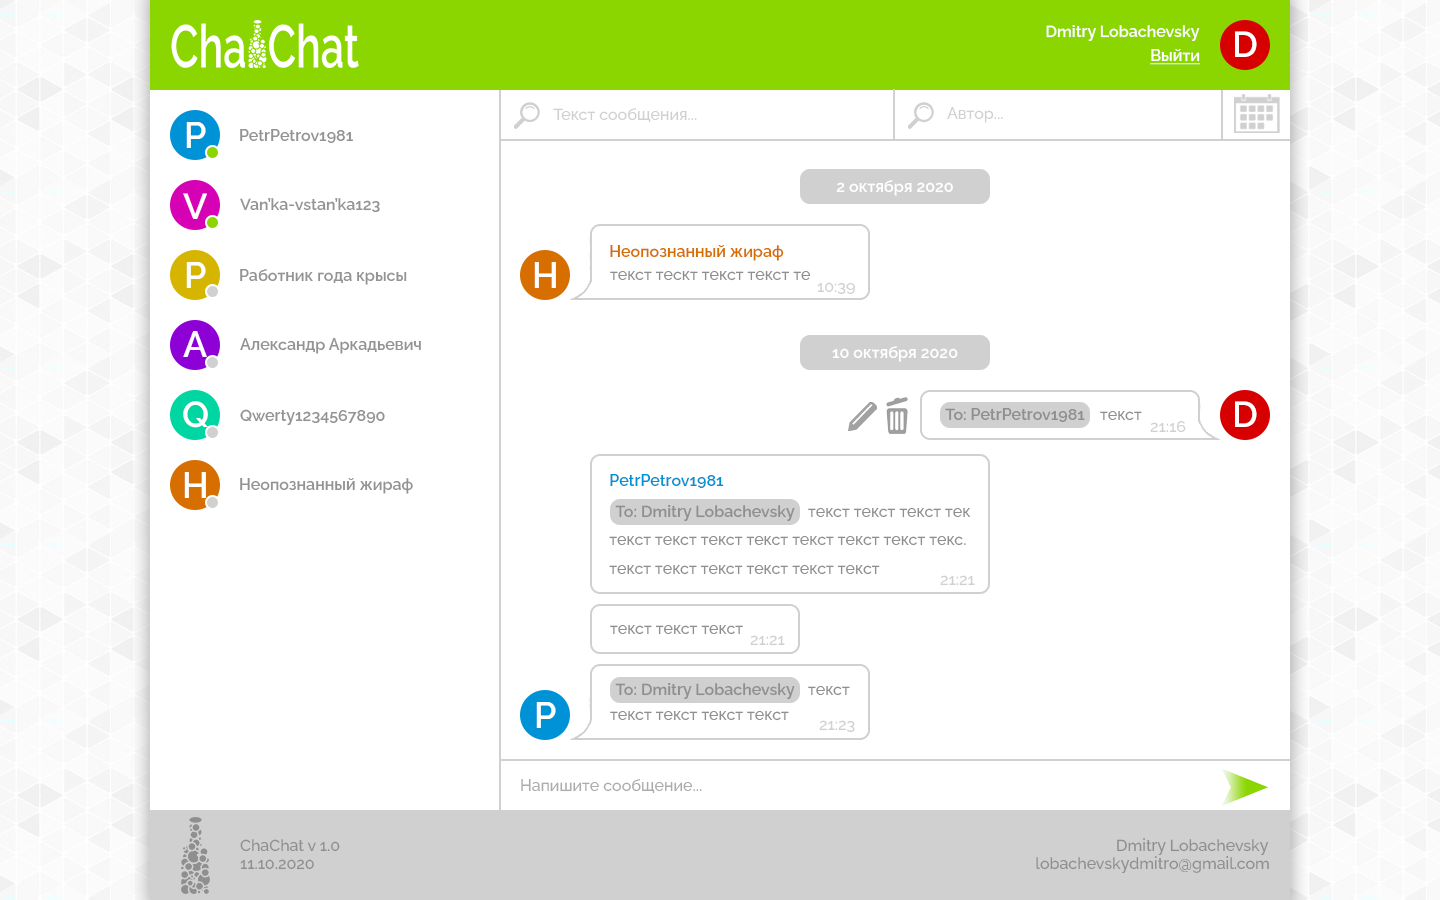 ChaChat
Dmitry Lobachevsky
Выйти
D
P
PetrPetrov1981
V
Van'ka-vstan'ka123
Р
Работник года крысы
А
Александр Аркадьевич
Q
Qwerty1234567890
Н
Неопознанный жираф
Текст сообщения...
Автор...
2 октября 2020
Н
Неопознанный жираф
текст тескт текст текст те
10:39
10 октября 2020
To: PetrPetrov1981 текст
21:16
D
PetrPetrov1981
To: Dmitry Lobachevsky текст текст текст тек
текст текст текст текст текст текст текст текс.
текст текст текст текст текст текст
21:21
текст текст текст
21:21
P
To: Dmitry Lobachevsky текст
текст текст текст текст
21:23
Напишите сообщение...
ChaChat v 1.0
11.10.2020
Dmitry Lobachevsky
lobachevskydmitro@gmail.com